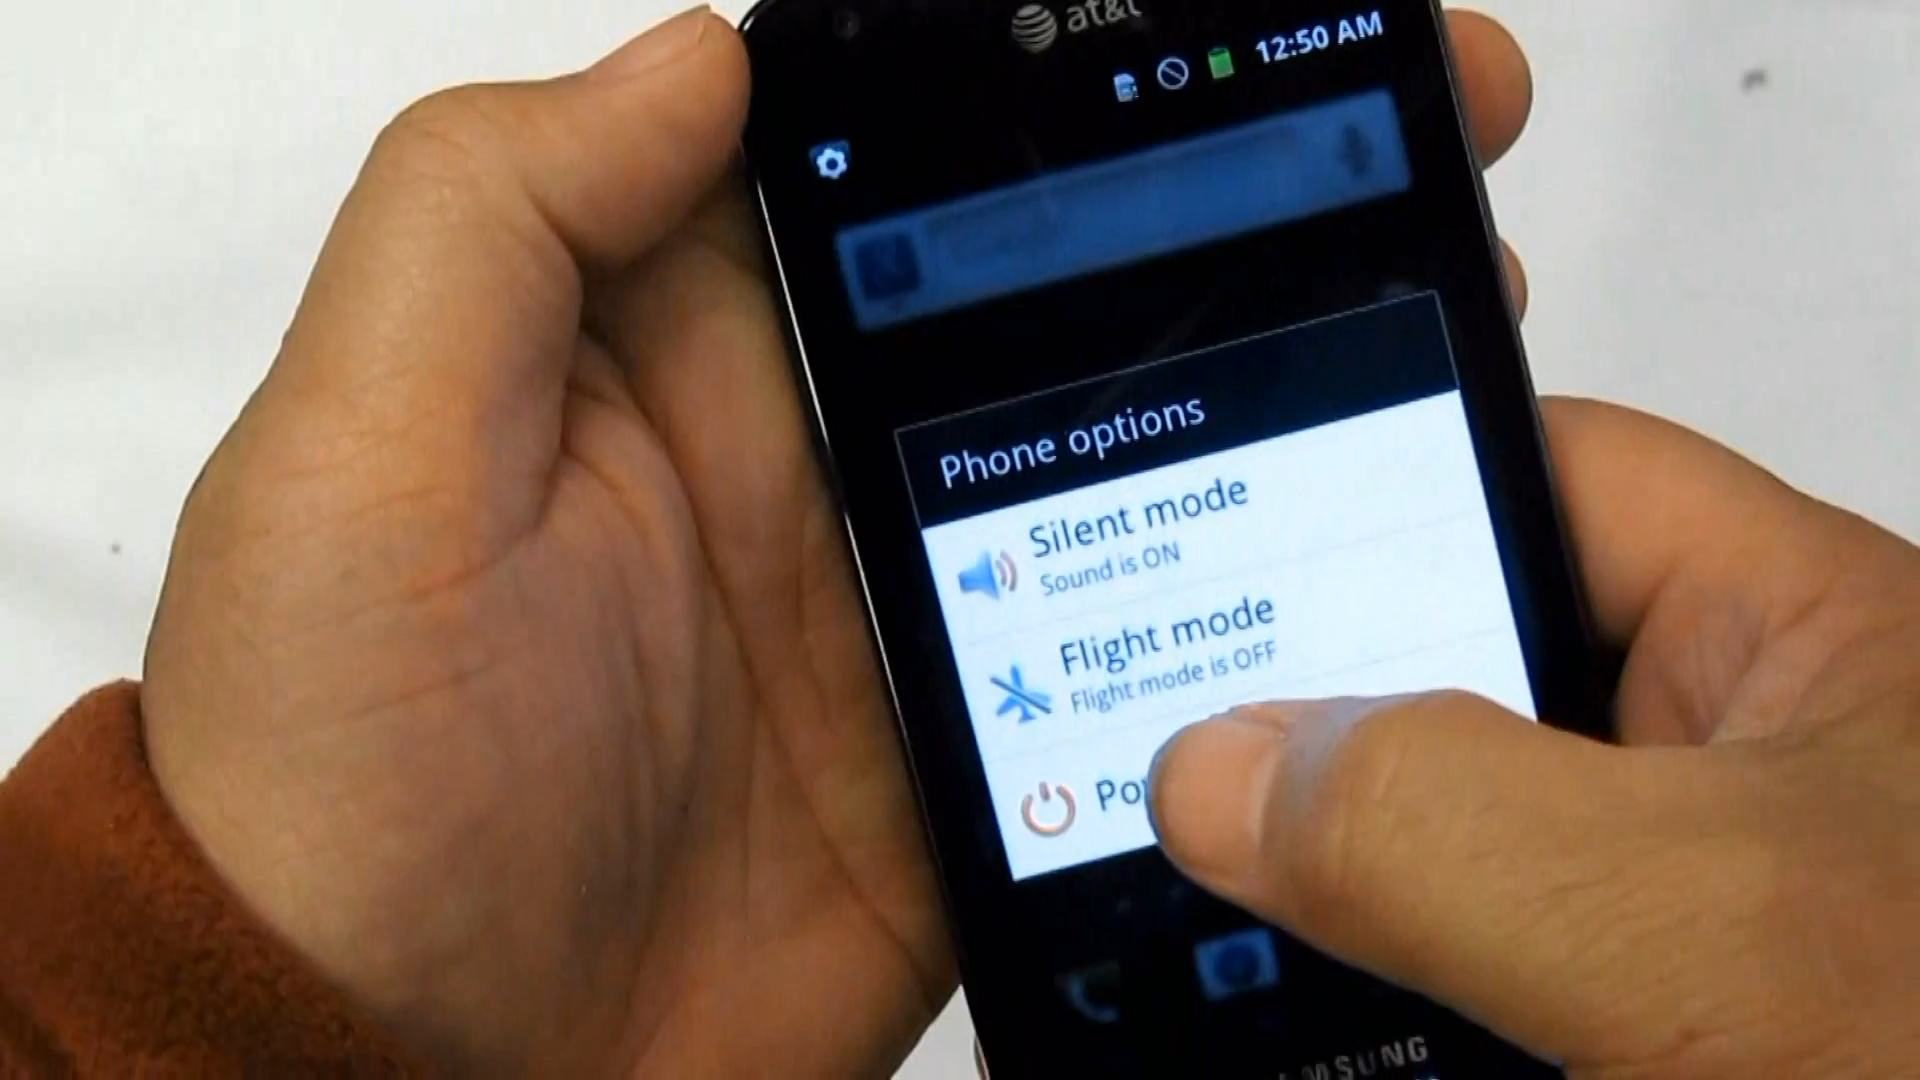 at&t
12:50 AM
Phone options
Silent mode
Sound is ON
Flight mode
Flight mode is OFF
Po
SAMSUNG